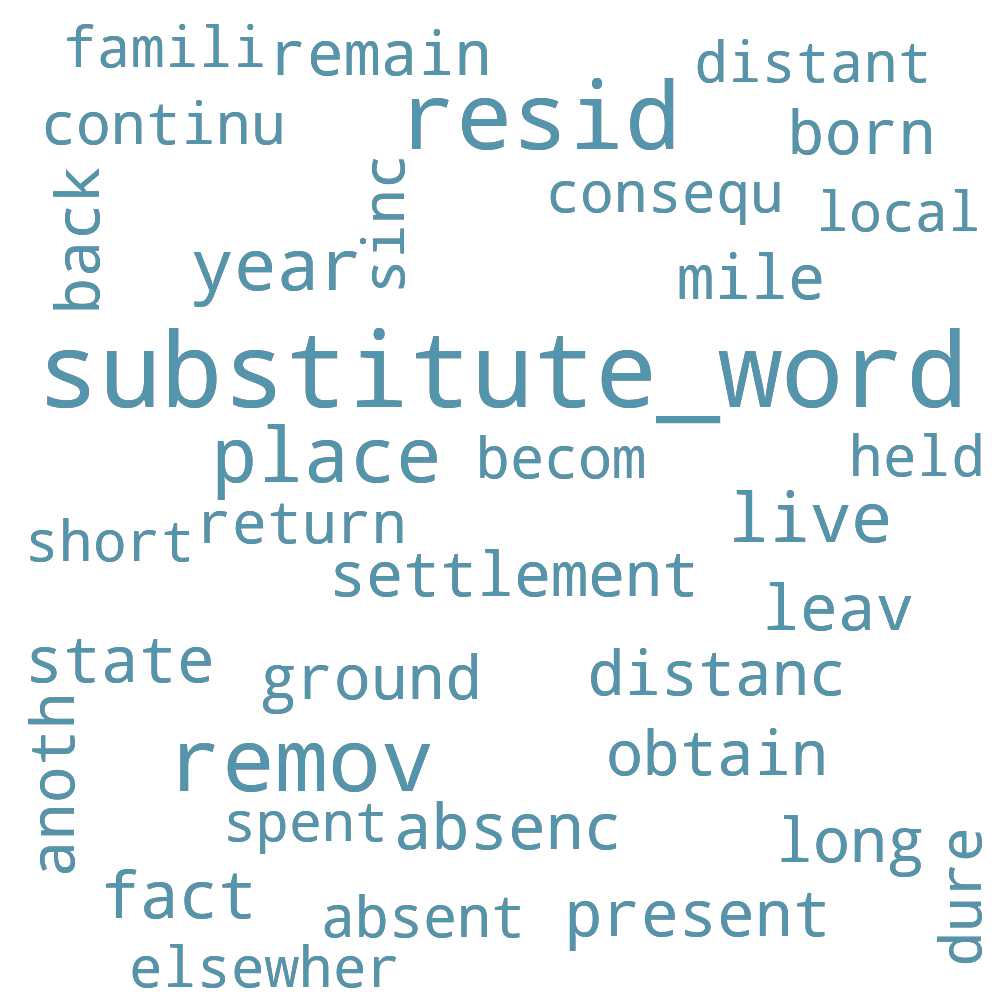 famili remain distant
resid
continu born
back sinc consequ local
year mile
substitute_word
place becom held
short return live
settlement
leav
state ground distanc
anoth remov obtain
spent absenc long
dure
fact absent present
elsewher